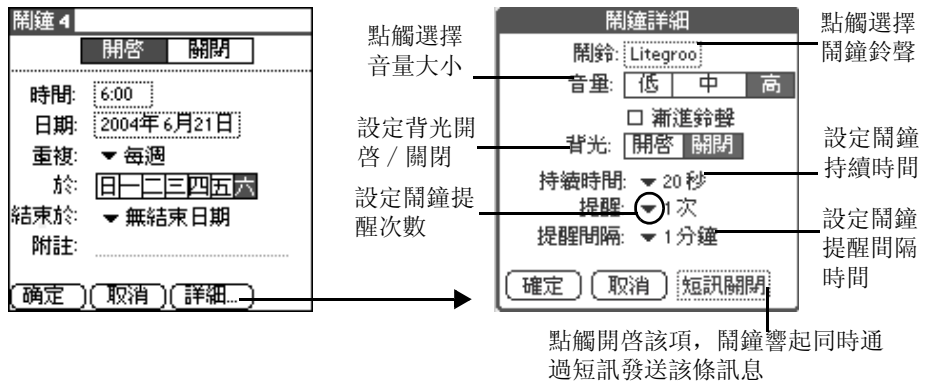 鬧鐘 4
開啓 關閉
時間: 6:00
日期: 2004年 6月21日
重複: 每週
於: 日 一 二 三 四 五 六
結束於: 無結束日期
附註:
确定 取消 詳細...
點觸選擇
音量大小
設定背光開
啓 / 關閉
設定鬧鐘提
醒次數
鬧鐘詳細
鬧鈴: Litegroo
音量: 低 中 高
漸進鈴聲
背光: 開啓 關閉
持續時間: 20 秒
提醒: 1 次
提醒間隔: 1 分鐘
確定 取消 短訊關閉
點觸選擇
鬧鐘鈴聲
設定鬧鐘
持續時間
設定鬧鐘
提醒間隔
時間
點觸開啓該項，鬧鐘響起同時通
過短訊發送該條訊息